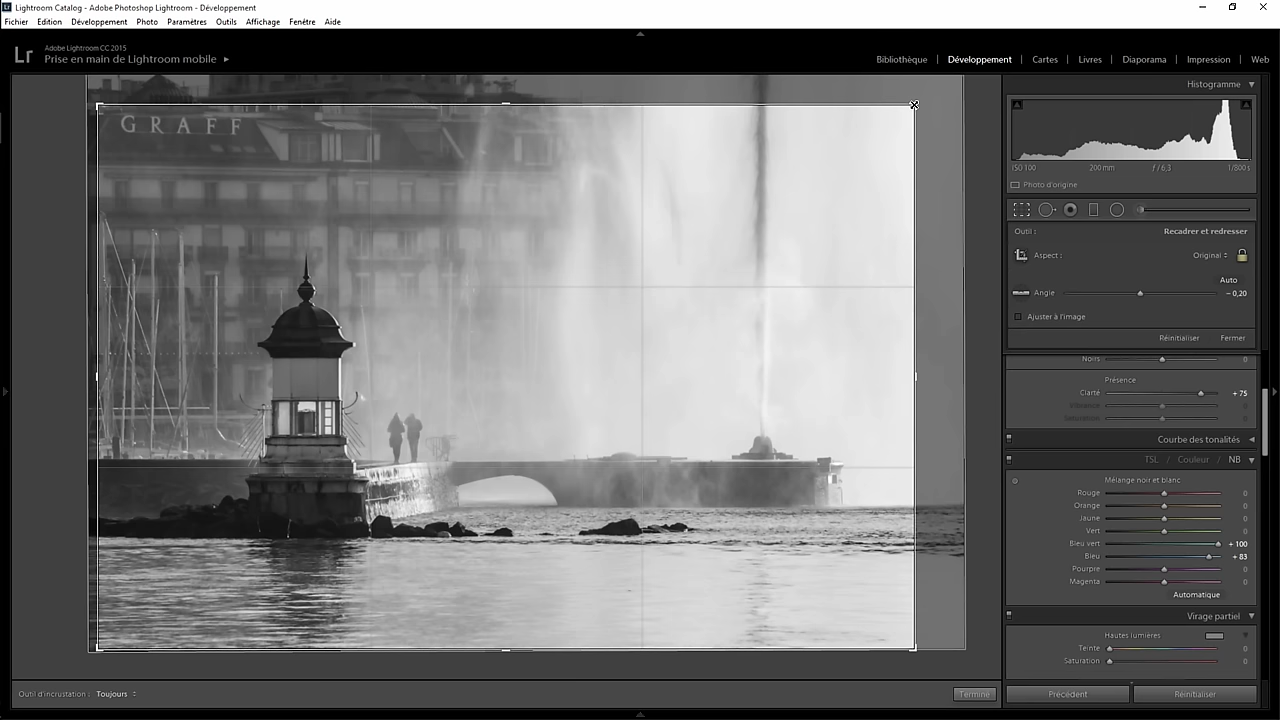 Lightroom Catalog - Adobe Photoshop Lightroom - Développement
Fichier Edition Développement Photo Paramètres Outils Affichage Fenêtre Aide
Lr
Adobe Lightroom CC 2015
Prise en main de Lightroom mobile
Bibliothèque | Développement | Cartes | Livres | Diaporama | Impression | Web
Histogramme
GRAFF
ISO 100 200 mm ƒ / 6,3 1/800 s
Photo d'origine
Outil : Recadrer et redresser
Aspect : Original
Auto
Angle – 0,20
Ajuster à l'image
Réinitialiser Fermer
Noirs 0
Présence
Clarté + 75
Vibrance 0
Saturation 0
Courbe des tonalités
TSL / Couleur / NB
Mélange noir et blanc
Rouge 0
Orange 0
Jaune 0
Vert 0
Bleu vert + 100
Bleu + 83
Pourpre 0
Magenta 0
Automatique
Virage partiel
Hautes lumières
Teinte 0
Saturation 0
Outil d'incrustation : Toujours
Terminé
Précédent Réinitialiser